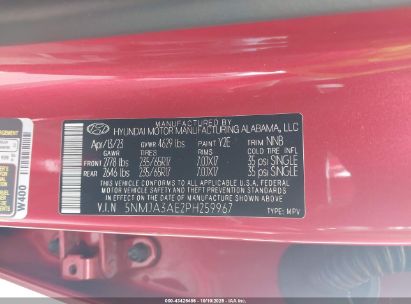 MANUFACTURED BY
HYUNDAI MOTOR MANUFACTURING ALABAMA, LLC
Apr/13/23 GVWR 4629 lbs PAINT Y2E TRIM NNB
GAWR TIRES RIMS COLD TIRE INFL
FRONT 2778 lbs 235/65R17 7.0JX17 35 psi SINGLE
REAR 2646 lbs 235/65R17 7.0JX17 35 psi SINGLE
THIS VEHICLE CONFORMS TO ALL APPLICABLE U.S. FEDERAL
MOTOR VEHICLE SAFETY AND THEFT PREVENTION
STANDARDS IN EFFECT ON THE DATE OF MANUFACTURE SHOWN ABOVE.
V.I.N 5NMJA3AE2PH259967 TYPE: MPV
W400